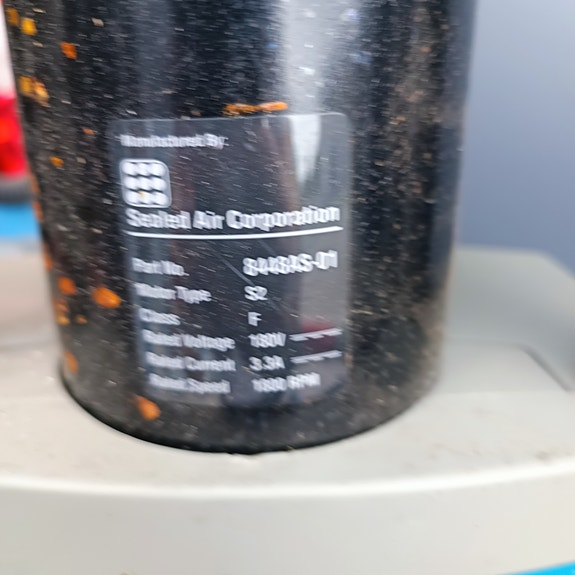 Manufactured By:
Sealed Air Corporation
Part No.
Motor Type S2
Class F
Rated Voltage 180V
Rated Current 3.3A
Rated Speed 1800 RPM